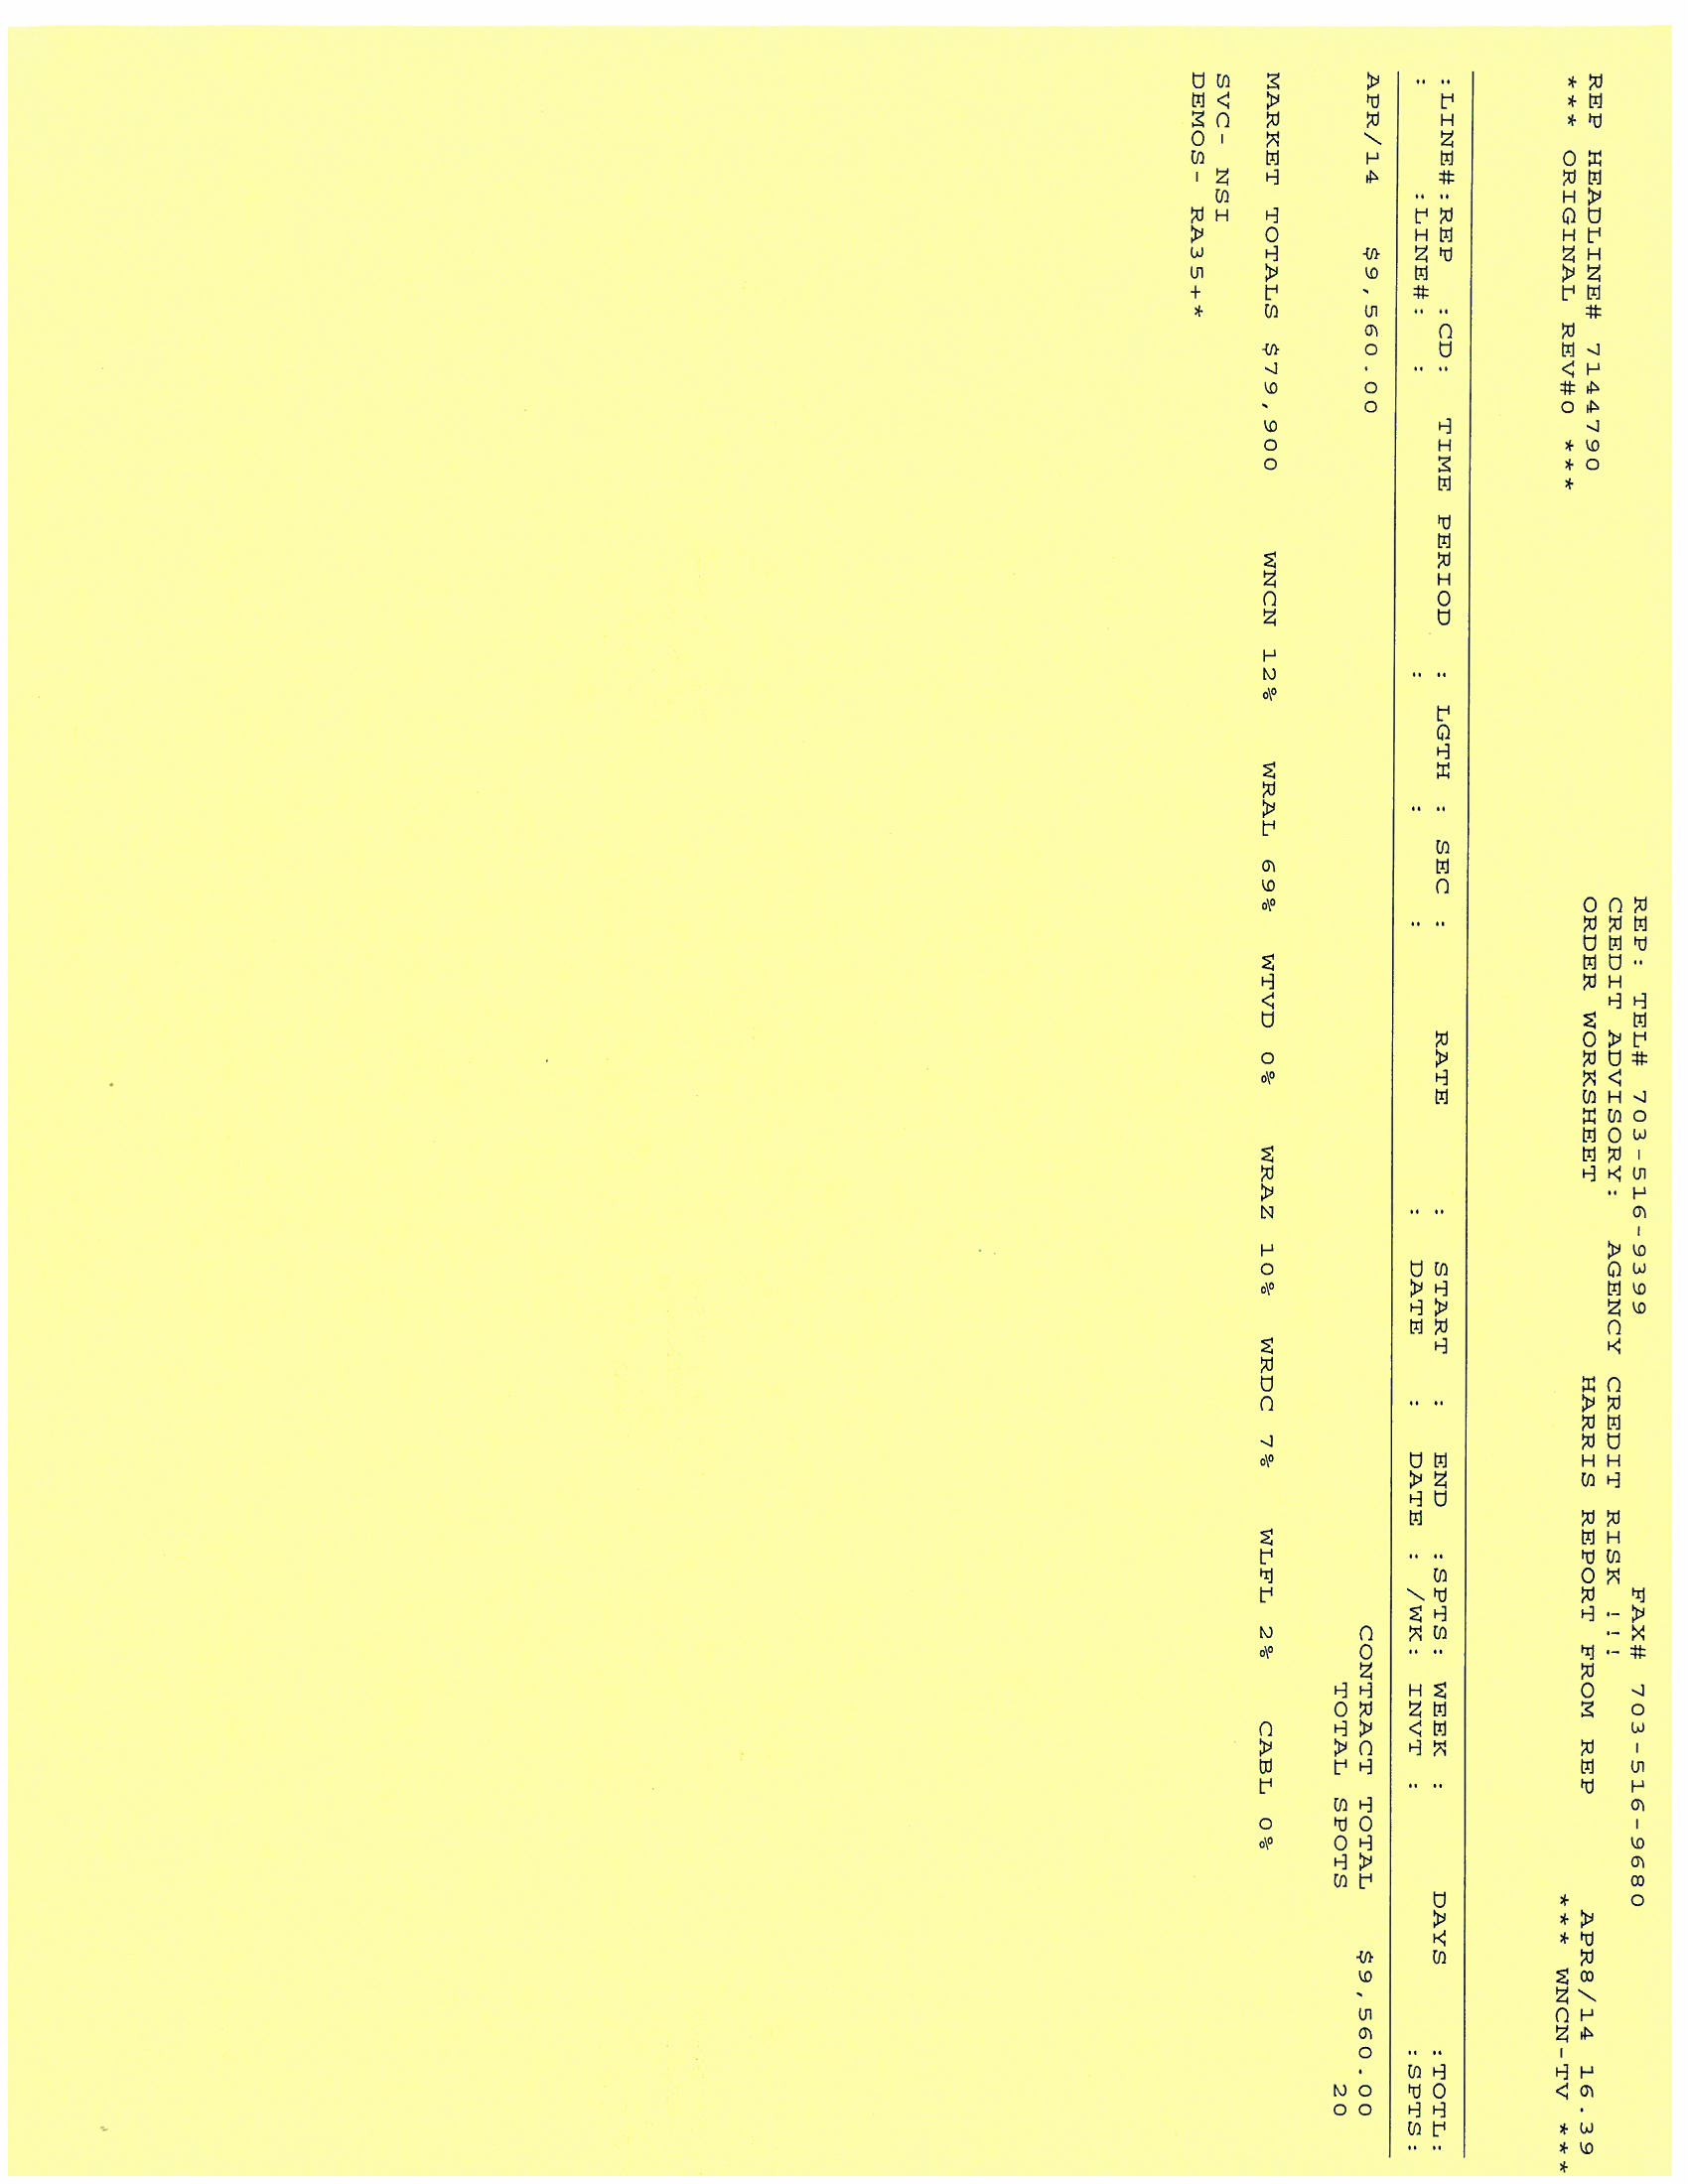 REP: TEL# 703-516-9399 FAX# 703-516-9680
CREDIT ADVISORY: AGENCY CREDIT RISK !!!
REP HEADLINE# 7144790 ORDER WORKSHEET HARRIS REPORT FROM REP APR8/14 16.39
*** ORIGINAL REV#0 *** *** WNCN-TV ***
:LINE#:REP :CD: TIME PERIOD : LGTH : SEC : RATE : START : END :SPTS: WEEK : DAYS :TOTL:
: :LINE#: : : : : : DATE : DATE : /WK: INVT : :SPTS:
APR/14 $9,560.00 CONTRACT TOTAL $9,560.00
TOTAL SPOTS 20
MARKET TOTALS $79,900 WNCN 12% WRAL 69% WTVD 0% WRAZ 10% WRDC 7% WLFL 2% CABL 0%
SVC- NSI
DEMOS- RA35+*